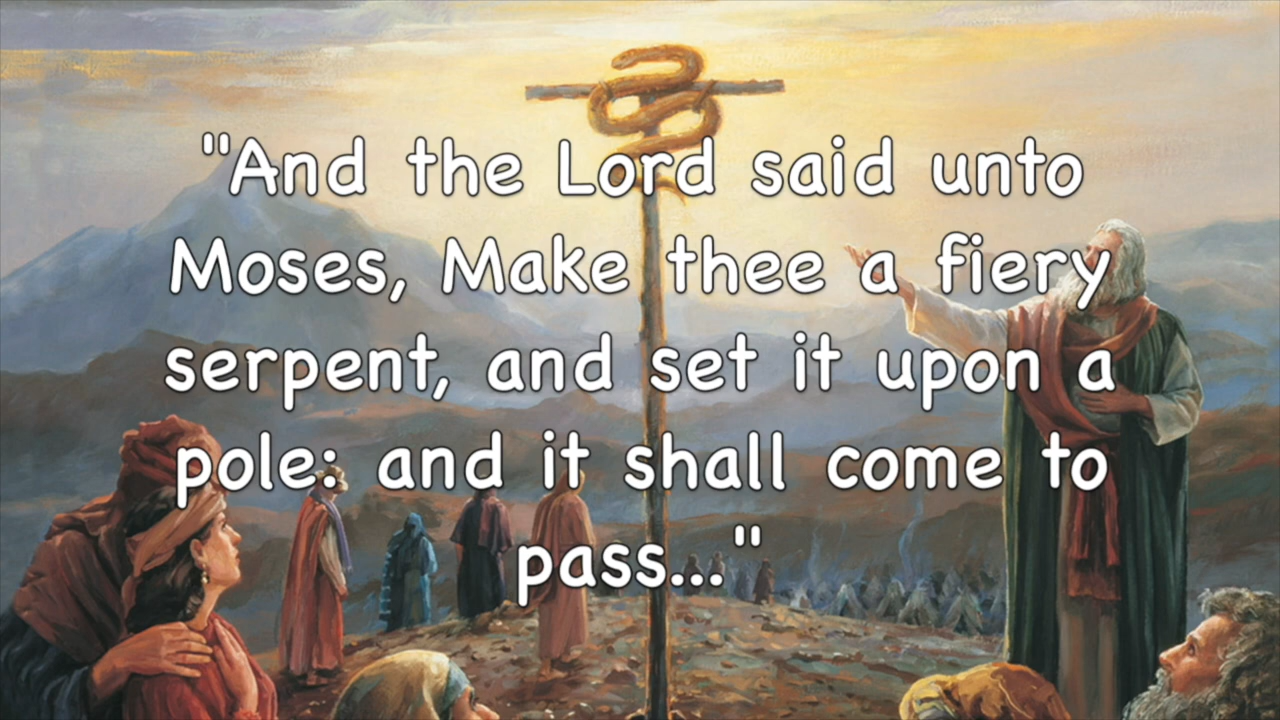 "And the Lord said unto
Moses, Make thee a fiery
serpent, and set it upon a
pole: and it shall come to
pass..."